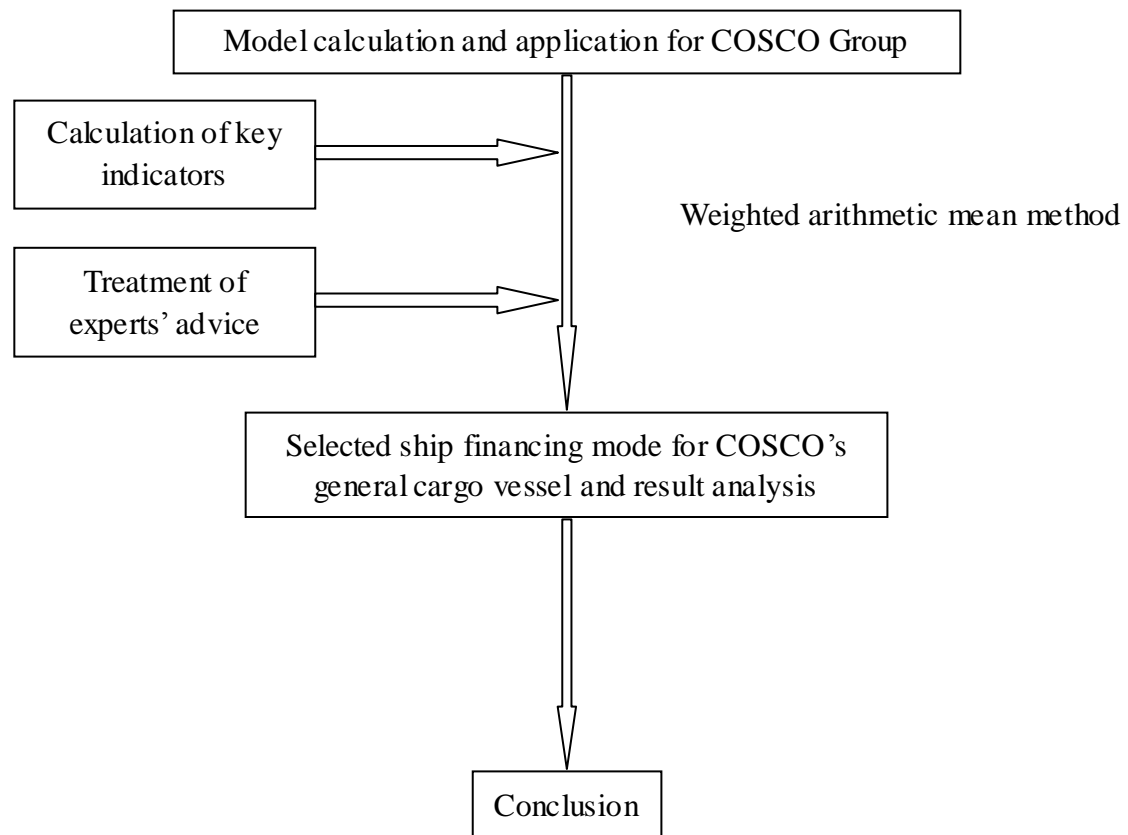 Model calculation and application for COSCO Group
Calculation of key
indicators
Weighted arithmetic mean method
Treatment of
experts’ advice
Selected ship financing mode for COSCO’s
general cargo vessel and result analysis
Conclusion